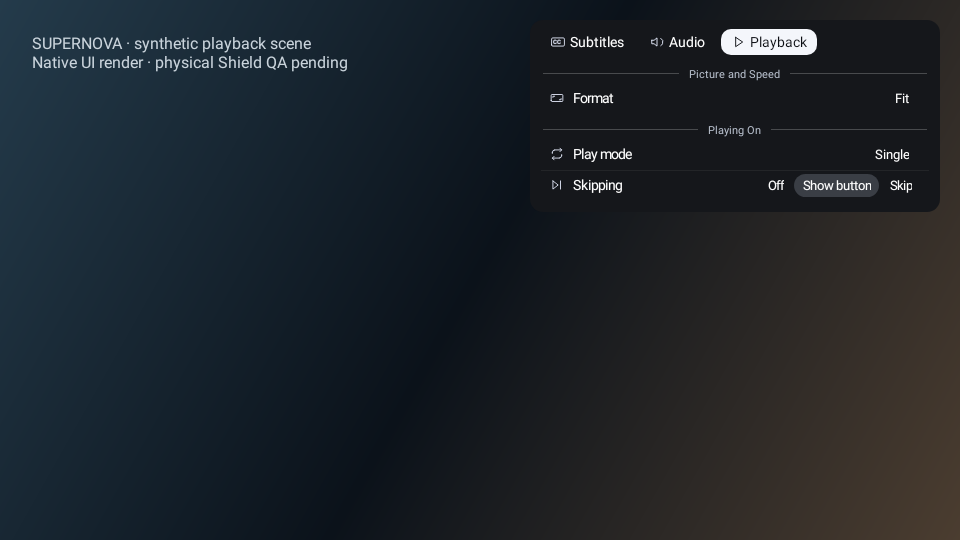 SUPERNOVA · synthetic playback scene
Native UI render · physical Shield QA pending
CC Subtitles Audio Playback
Picture and Speed
Format Fit
Playing On
Play mode Single
Skipping Off Show button Skip